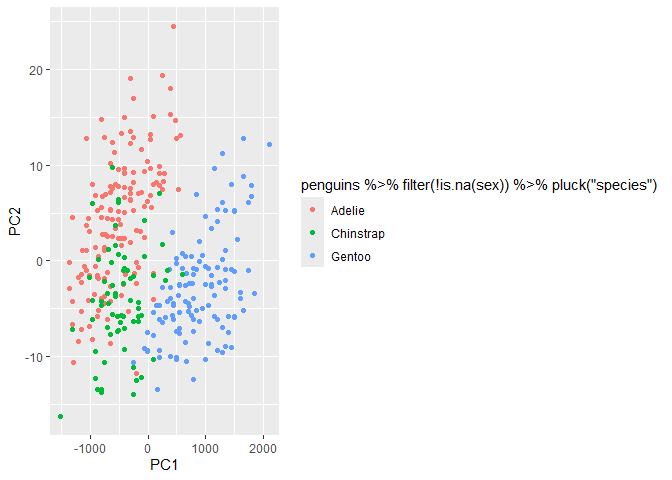 20
10
0
-10
PC2
-1000 0 1000 2000
PC1
penguins %>% filter(!is.na(sex)) %>% pluck("species")
Adelie
Chinstrap
Gentoo